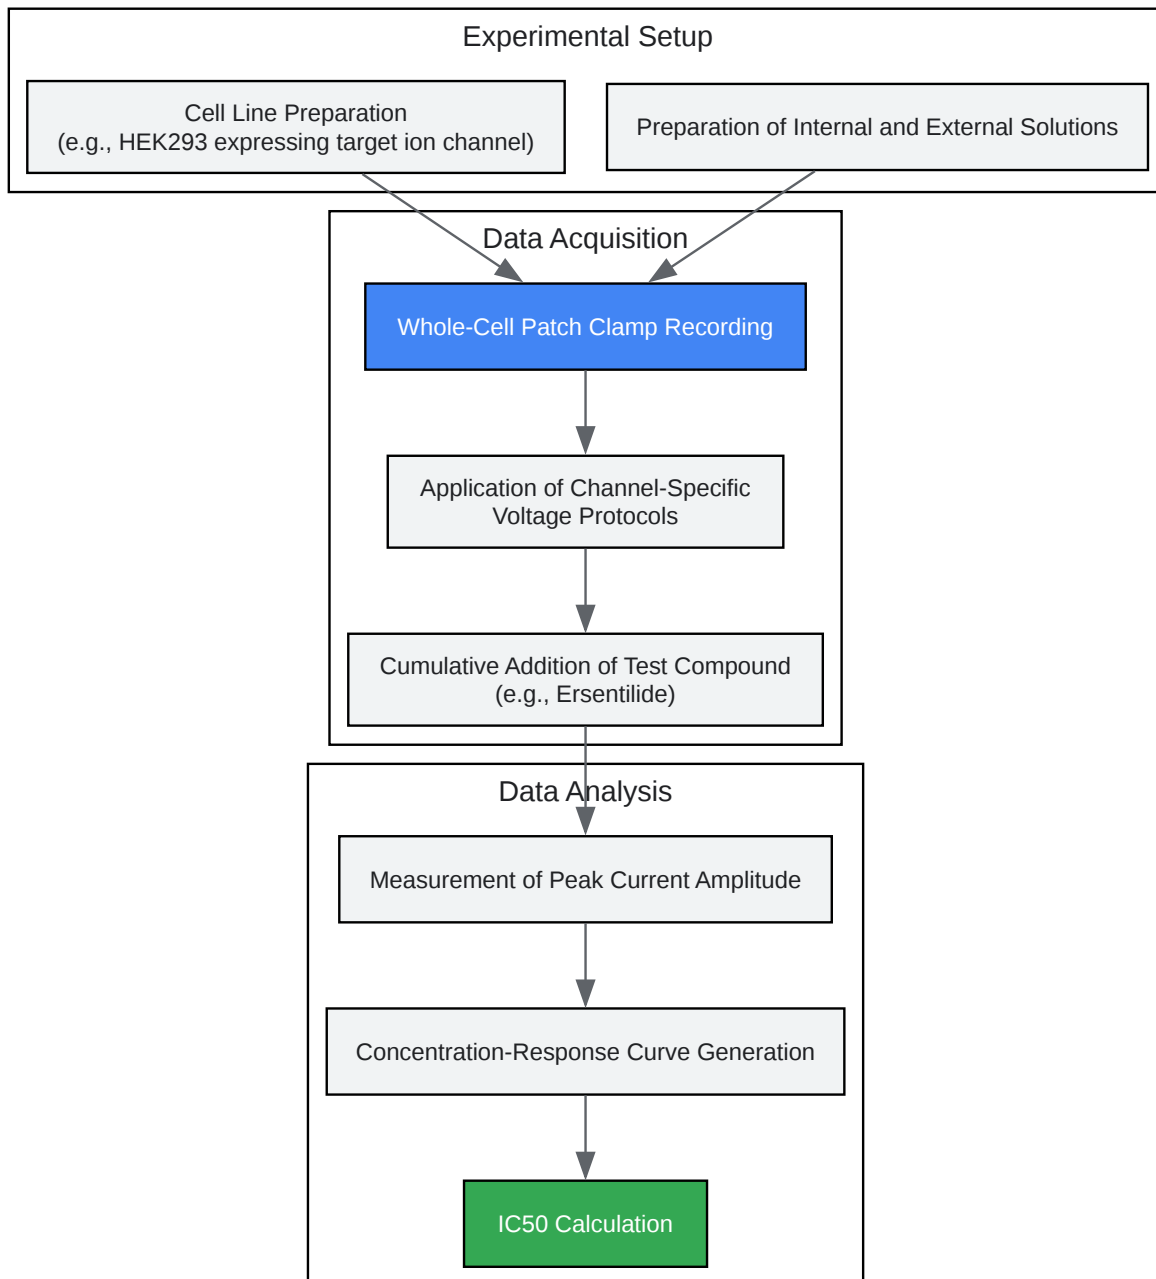 Experimental Setup
Cell Line Preparation
(e.g., HEK293 expressing target ion channel)
Preparation of Internal and External Solutions
Data Acquisition
Whole-Cell Patch Clamp Recording
Application of Channel-Specific
Voltage Protocols
Cumulative Addition of Test Compound
(e.g., Ersentilide)
Data Analysis
Measurement of Peak Current Amplitude
Concentration-Response Curve Generation
IC50 Calculation